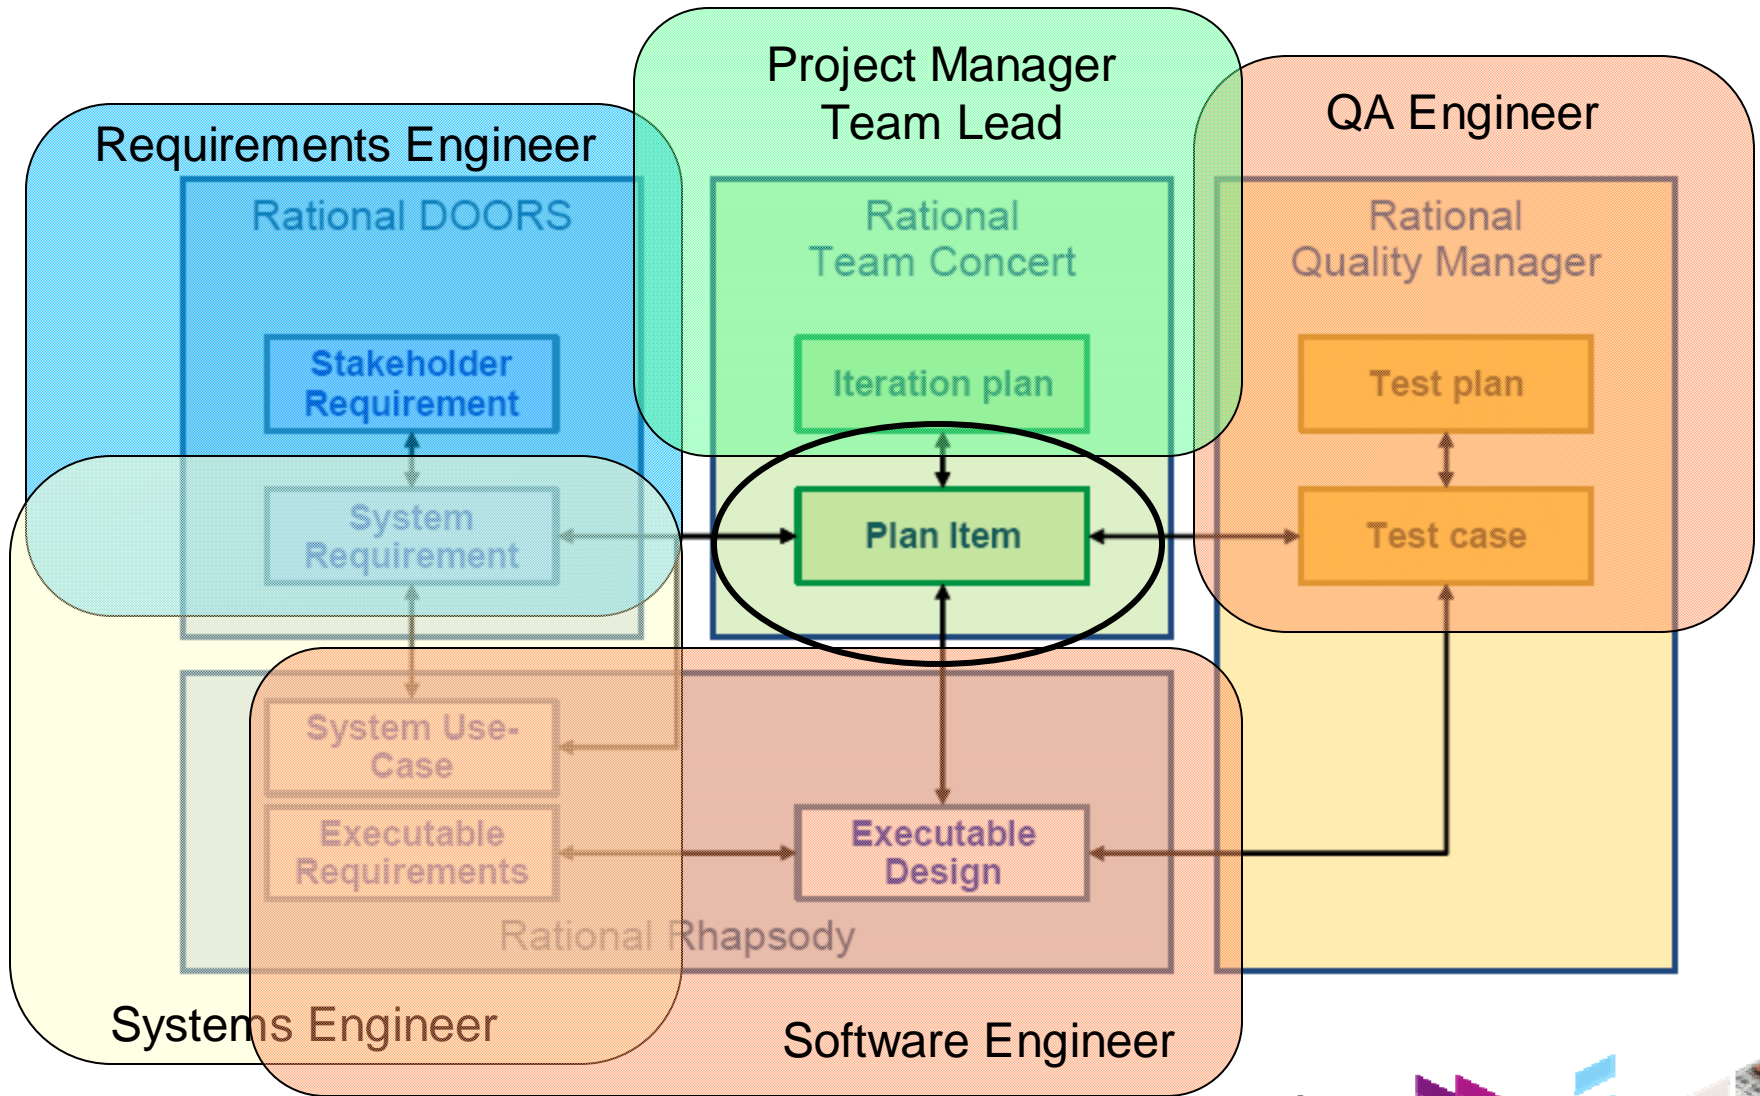 Project Manager
Team Lead
QA Engineer
Requirements Engineer
Rational DOORS
Rational
Team Concert
Rational
Quality Manager
Stakeholder
Requirement
Iteration plan
Test plan
System
Requirement
Plan Item
Test case
System Use-
Case
Executable
Requirements
Executable
Design
Rational Rhapsody
Systems Engineer
Software Engineer